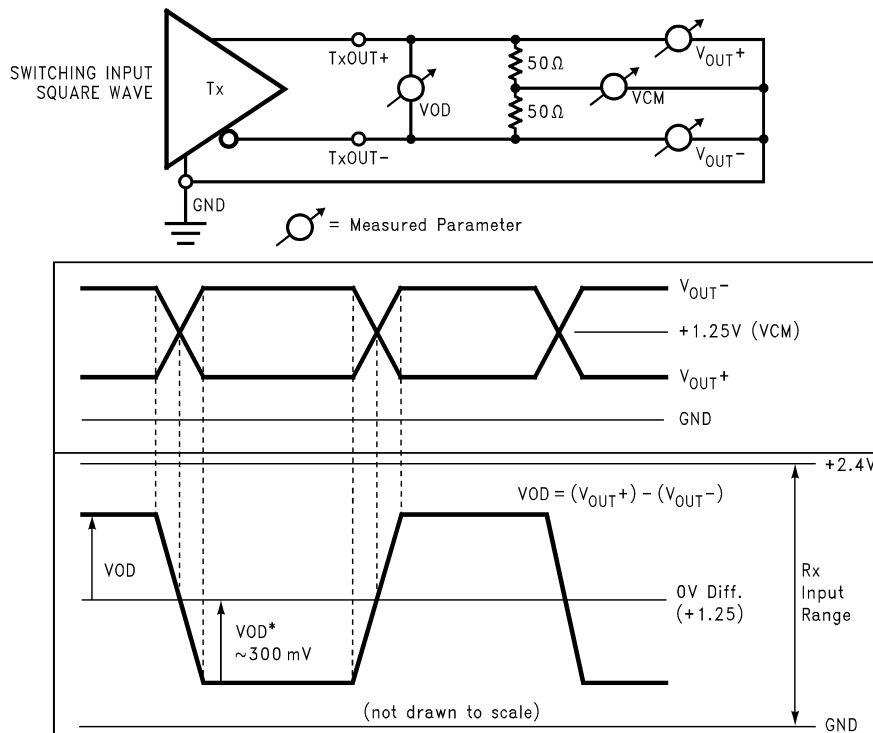 SWITCHING INPUT
SQUARE WAVE
Tx
TxOUT+
TxOUT-
VOD
50Ω
50Ω
VCM
VOUT+
VOUT-
GND
= Measured Parameter
VOUT-
+1.25V (VCM)
VOUT+
GND
+2.4V
VOD = (VOUT+) - (VOUT-)
VOD
0V Diff.
(+1.25)
Rx
Input
Range
VOD*
~300 mV
(not drawn to scale)
GND